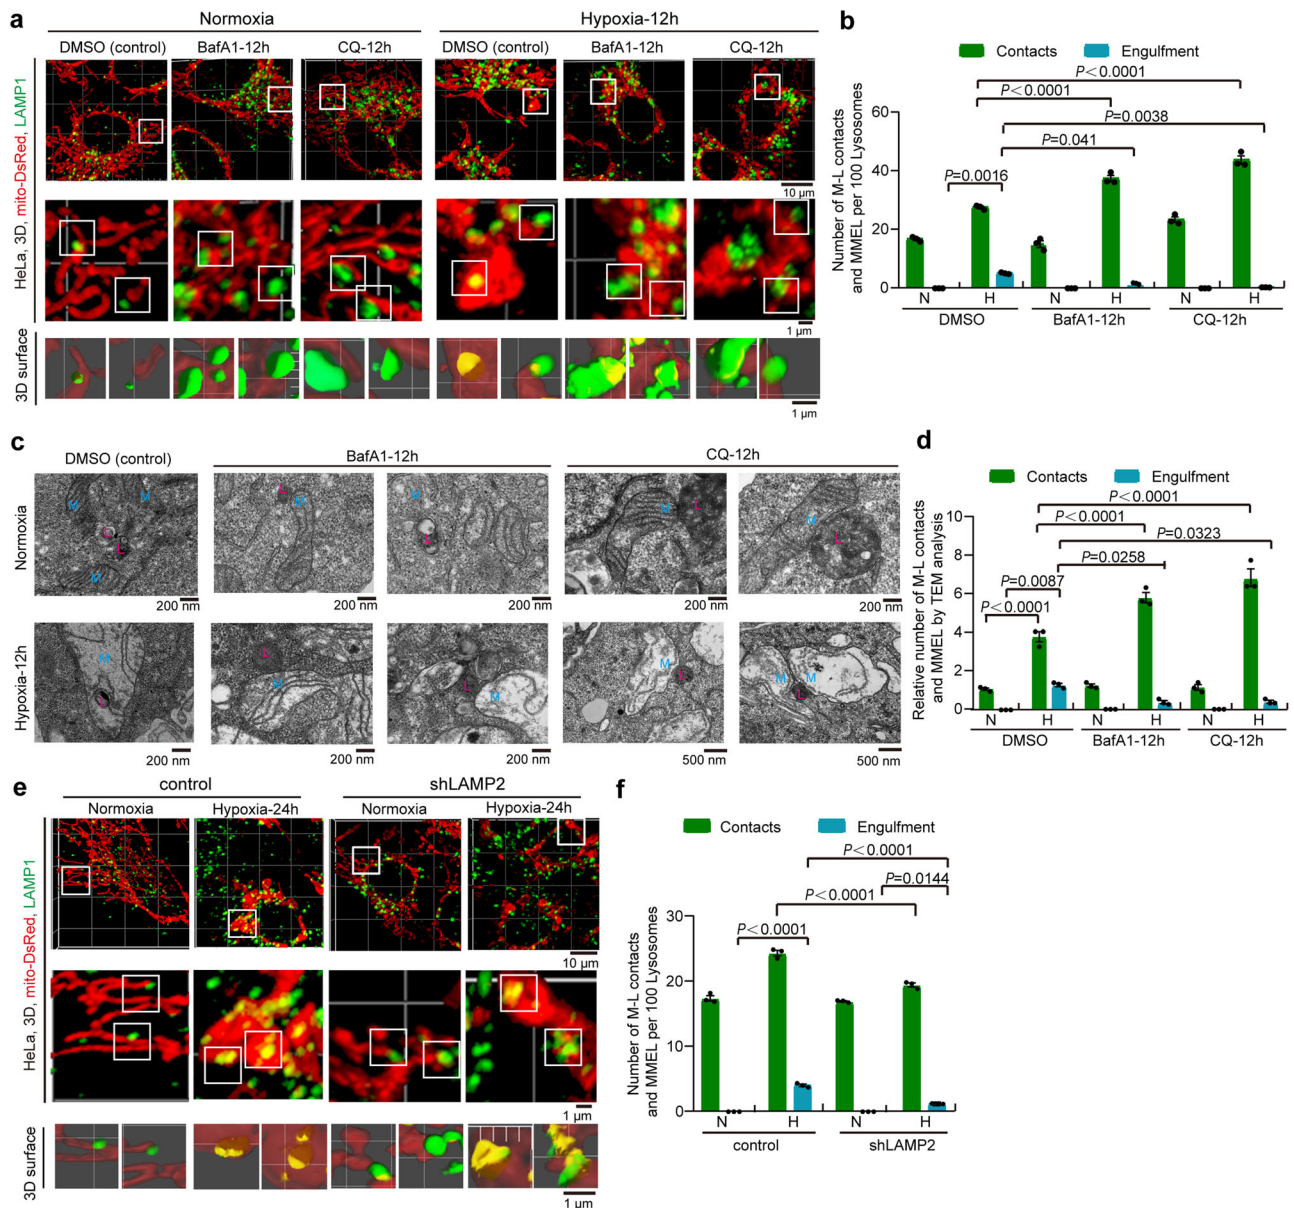 a
Normoxia
Hypoxia-12h
DMSO (control)
BafA1-12h
CQ-12h
DMSO (control)
BafA1-12h
CQ-12h
HeLa, 3D, mito-DsRed, LAMP1
10 µm
1 µm
3D surface
1 µm
b
Contacts
Engulfment
P<0.0001
P<0.0001
P=0.0038
P=0.041
P=0.0016
Number of M-L contacts
and MMEL per 100 Lysosomes
60
40
20
0
N
H
N
H
N
H
DMSO
BafA1-12h
CQ-12h
c
DMSO (control)
BafA1-12h
CQ-12h
Normoxia
M
M
L
L
M
L
M
M
L
M
L
M
L
200 nm
200 nm
200 nm
200 nm
200 nm
Hypoxia-12h
M
L
L
M
L
M
M
L
M
M
L
200 nm
200 nm
200 nm
500 nm
500 nm
d
Contacts
Engulfment
P<0.0001
P<0.0001
P=0.0323
P=0.0258
P=0.0087
P<0.0001
Relative number of M-L contacts
and MMEL by TEM analysis
10
8
6
4
2
0
N
H
N
H
N
H
DMSO
BafA1-12h
CQ-12h
e
control
shLAMP2
Normoxia
Hypoxia-24h
Normoxia
Hypoxia-24h
HeLa, 3D, mito-DsRed, LAMP1
10 µm
1 µm
3D surface
1 µm
f
Contacts
Engulfment
P<0.0001
P=0.0144
P<0.0001
P<0.0001
Number of M-L contacts
and MMEL per 100 Lysosomes
30
20
10
0
N
H
N
H
control
shLAMP2